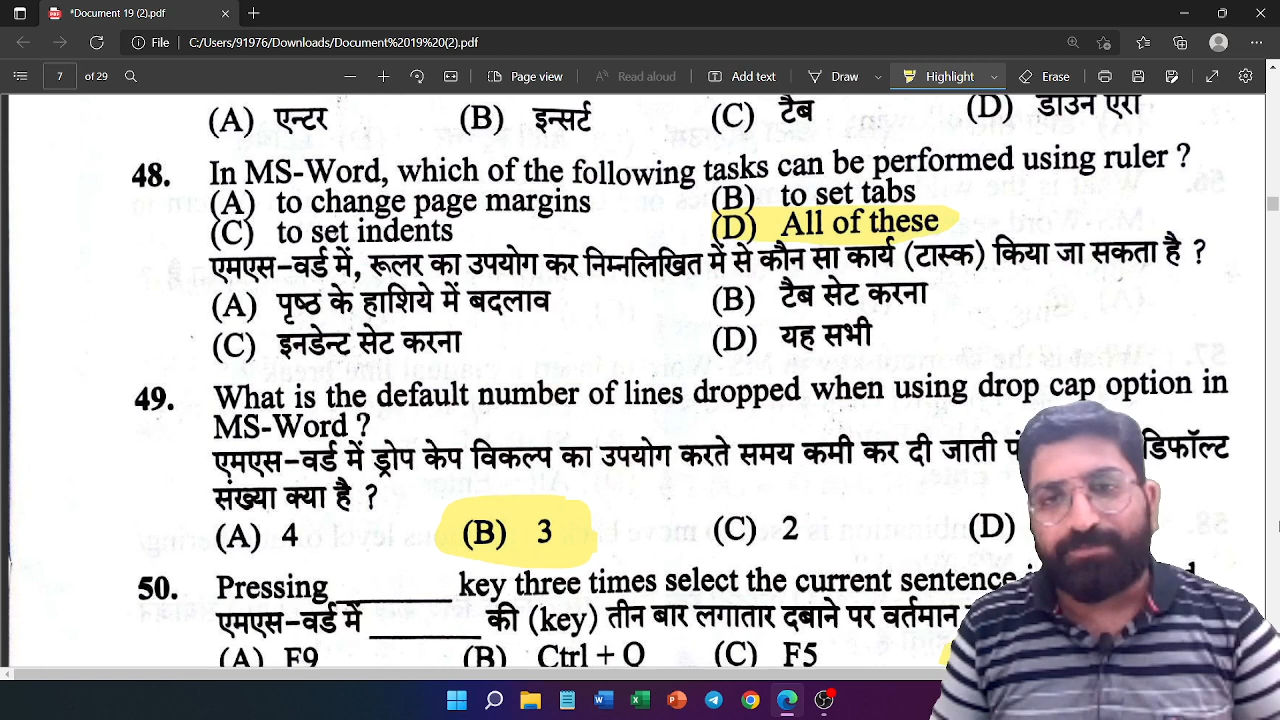 *Document 19 (2).pdf
File C:/Users/91976/Downloads/Document%2019%20(2).pdf
7 of 29 Page view Read aloud Add text Draw Highlight Erase
(A) एन्टर (B) इन्सर्ट (C) टैब (D) डाउन एरो
48. In MS-Word, which of the following tasks can be performed using ruler ?
(A) to change page margins (B) to set tabs
(C) to set indents (D) All of these
एमएस-वर्ड में, रूलर का उपयोग कर निम्नलिखित में से कौन सा कार्य (टास्क) किया जा सकता है ?
(A) पृष्ठ के हाशिये में बदलाव (B) टैब सेट करना
(C) इनडेन्ट सेट करना (D) यह सभी
49. What is the default number of lines dropped when using drop cap option in
MS-Word ?
एमएस-वर्ड में ड्रोप केप विकल्प का उपयोग करते समय कमी कर दी जाती डिफॉल्ट
संख्या क्या है ?
(A) 4 (B) 3 (C) 2 (D)
50. Pressing ________ key three times select the current sentence
एमएस-वर्ड में ________ की (key) तीन बार लगातार दबाने पर वर्तमान
(A) F9 (B) Ctrl + O (C) F5